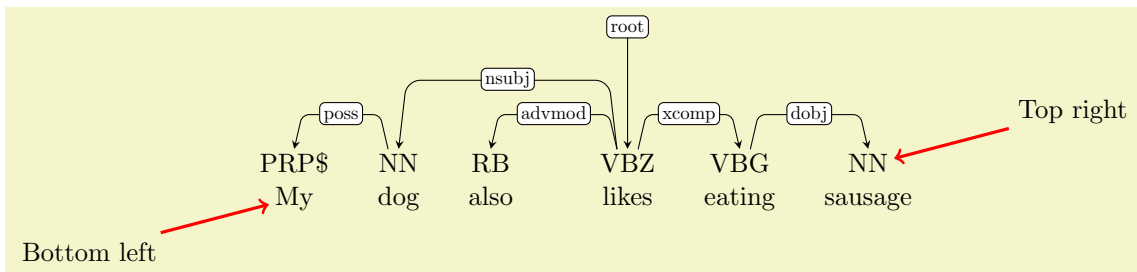 root
nsubj
poss advmod xcomp dobj
Top right
PRP$ NN RB VBZ VBG NN
My dog also likes eating sausage
Bottom left